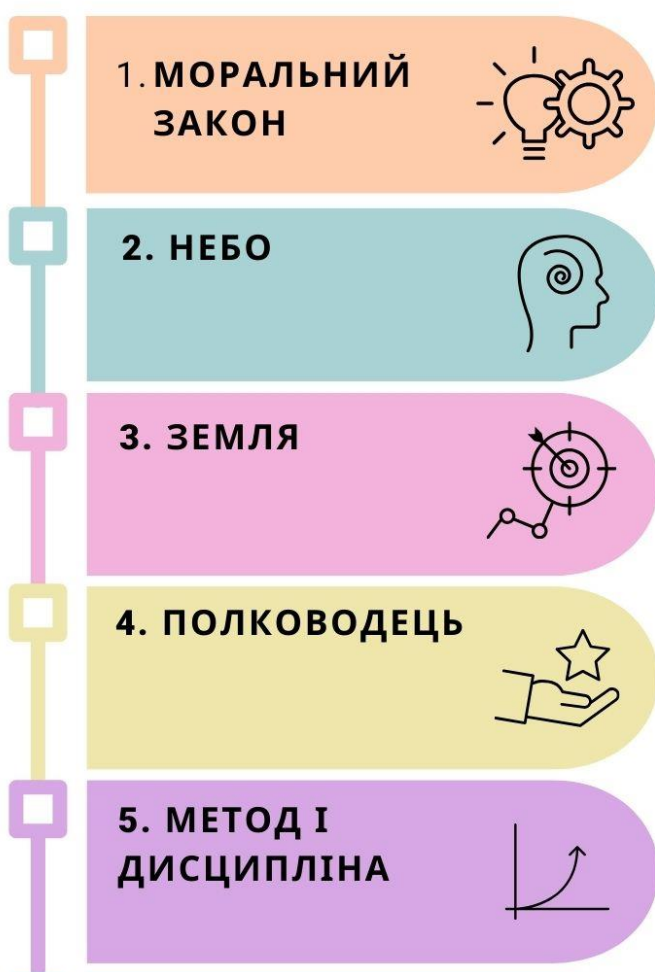 1. МОРАЛЬНИЙ
ЗАКОН
2. НЕБО
3. ЗЕМЛЯ
4. ПОЛКОВОДЕЦЬ
5. МЕТОД І
ДИСЦИПЛІНА